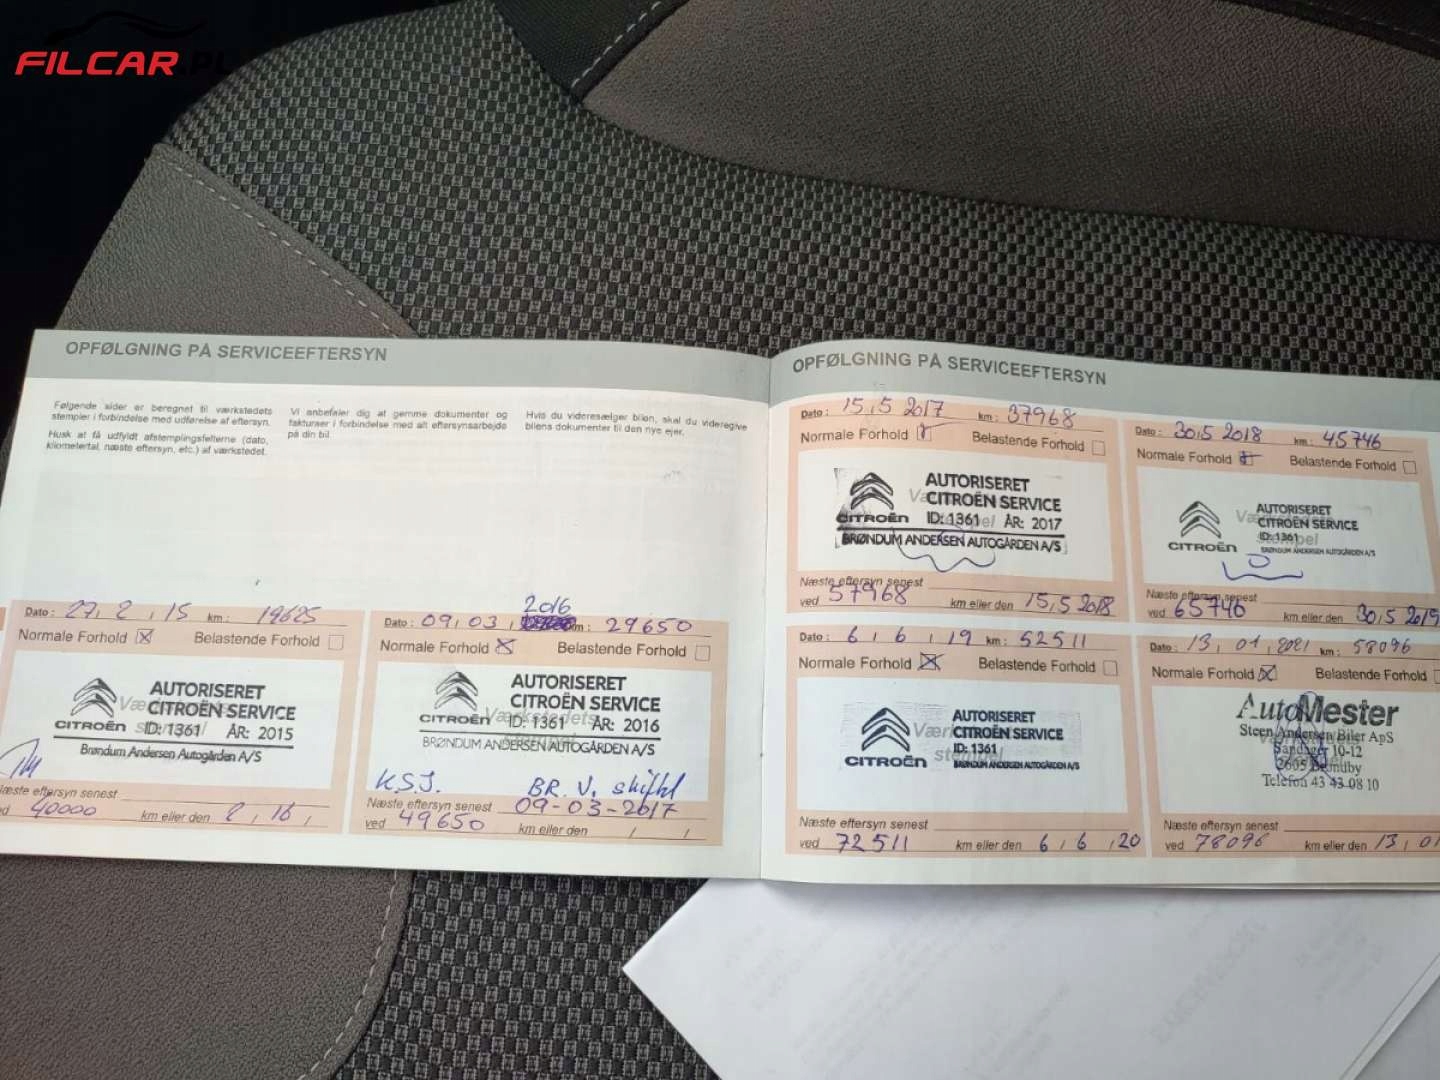 FILCAR.PL
OPFØLGNING PÅ SERVICEEFTERSYN
Følgende sider er beregnet til værkstedets
stempler i forbindelse med udførelse af eftersyn.
Husk at få udfyldt afstemplingsfelterne (dato,
kilometertal, næste eftersyn, etc.) af værkstedet.
Vi anbefaler dig at gemme dokumenter og
fakturaer i forbindelse med alt eftersynsarbejde
på din bil.
Hvis du videresælger bilen, skal du videregive
bilens dokumenter til den nye ejer.
Dato : 27, 2, 15 km : 19625
Normale Forhold Belastende Forhold
CITROËN
AUTORISERET
CITROËN SERVICE
ID: 1361 ÅR: 2015
Brøndum Andersen Autogården A/S
Næste eftersyn senest
ved 40000 km eller den 2, 16,
2016
Dato : 09, 03, km : 29650
Normale Forhold Belastende Forhold
CITROËN
AUTORISERET
CITROËN SERVICE
ID: 1361 ÅR: 2016
BRØNDUM ANDERSEN AUTOGÅRDEN A/S
K.S.J. BR. V. skifht
Næste eftersyn senest 09-03-2017
ved 49650 km eller den / /
OPFØLGNING PÅ SERVICEEFTERSYN
Dato : 15, 5 2017 km : 37968
Normale Forhold Belastende Forhold
CITROËN
AUTORISERET
CITROËN SERVICE
ID: 1361 ÅR: 2017
BRØNDUM ANDERSEN AUTOGÅRDEN A/S
Næste eftersyn senest
ved 57968 km eller den 15,5 2018
Dato : 30,5 2018 km : 45746
Normale Forhold Belastende Forhold
CITROËN
AUTORISERET
CITROËN SERVICE
ID: 1361
BRØNDUM ANDERSEN AUTOGÅRDEN A/S
Næste eftersyn senest
ved 65746 km eller den 30,5 2019
Dato : 6, 6, 19 km : 52511
Normale Forhold Belastende Forhold
Værkstedets
stempel
CITROËN
AUTORISERET
CITROËN SERVICE
ID: 1361
BRØNDUM ANDERSEN AUTOGÅRDEN A/S
Næste eftersyn senest
ved 72511 km eller den 6, 6, 20
Dato : 13, 01, 2021 km : 58096
Normale Forhold Belastende Forhold
AutoMester
Steen Andersen Biler ApS
Sandager 10-12
2605 Brøndby
Telefon 43 43 08 10
Næste eftersyn senest
ved 78096 km eller den 13, 01